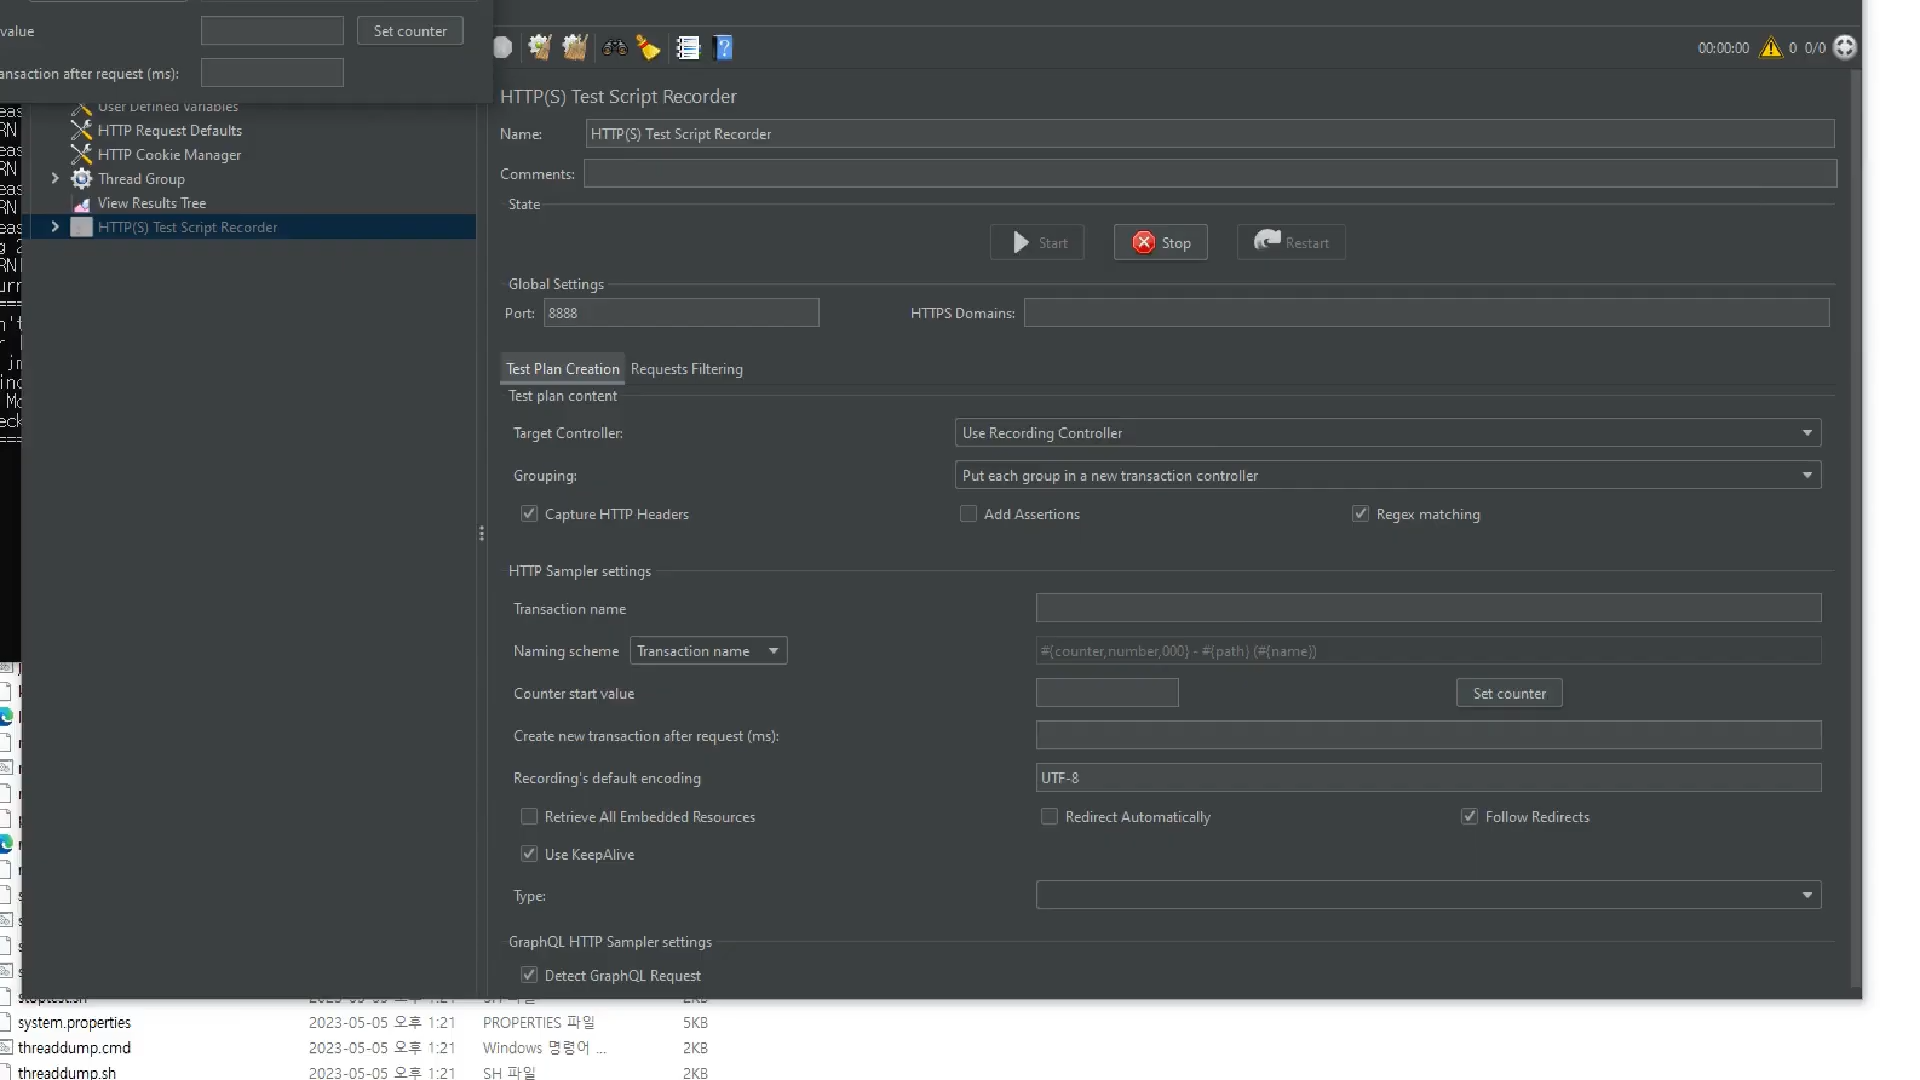 value
Set counter
ansaction after request (ms):
00:00:00
0 0/0
User Defined Variables
HTTP Request Defaults
HTTP Cookie Manager
Thread Group
View Results Tree
HTTP(S) Test Script Recorder
HTTP(S) Test Script Recorder
Name: HTTP(S) Test Script Recorder
Comments:
State
Start Stop Restart
Global Settings
Port: 8888 HTTPS Domains:
Test Plan Creation Requests Filtering
Test plan content
Target Controller: Use Recording Controller
Grouping: Put each group in a new transaction controller
Capture HTTP Headers Add Assertions Regex matching
HTTP Sampler settings
Transaction name
Naming scheme Transaction name #{counter,number,000} - #{path} (#{name})
Counter start value Set counter
Create new transaction after request (ms):
Recording's default encoding UTF-8
Retrieve All Embedded Resources Redirect Automatically Follow Redirects
Use KeepAlive
Type:
GraphQL HTTP Sampler settings
Detect GraphQL Request
system.properties 2023-05-05 오후 1:21 PROPERTIES 파일 5KB
threaddump.cmd 2023-05-05 오후 1:21 Windows 명령어 ... 2KB
threaddump.sh 2023-05-05 오후 1:21 SH 파일 2KB